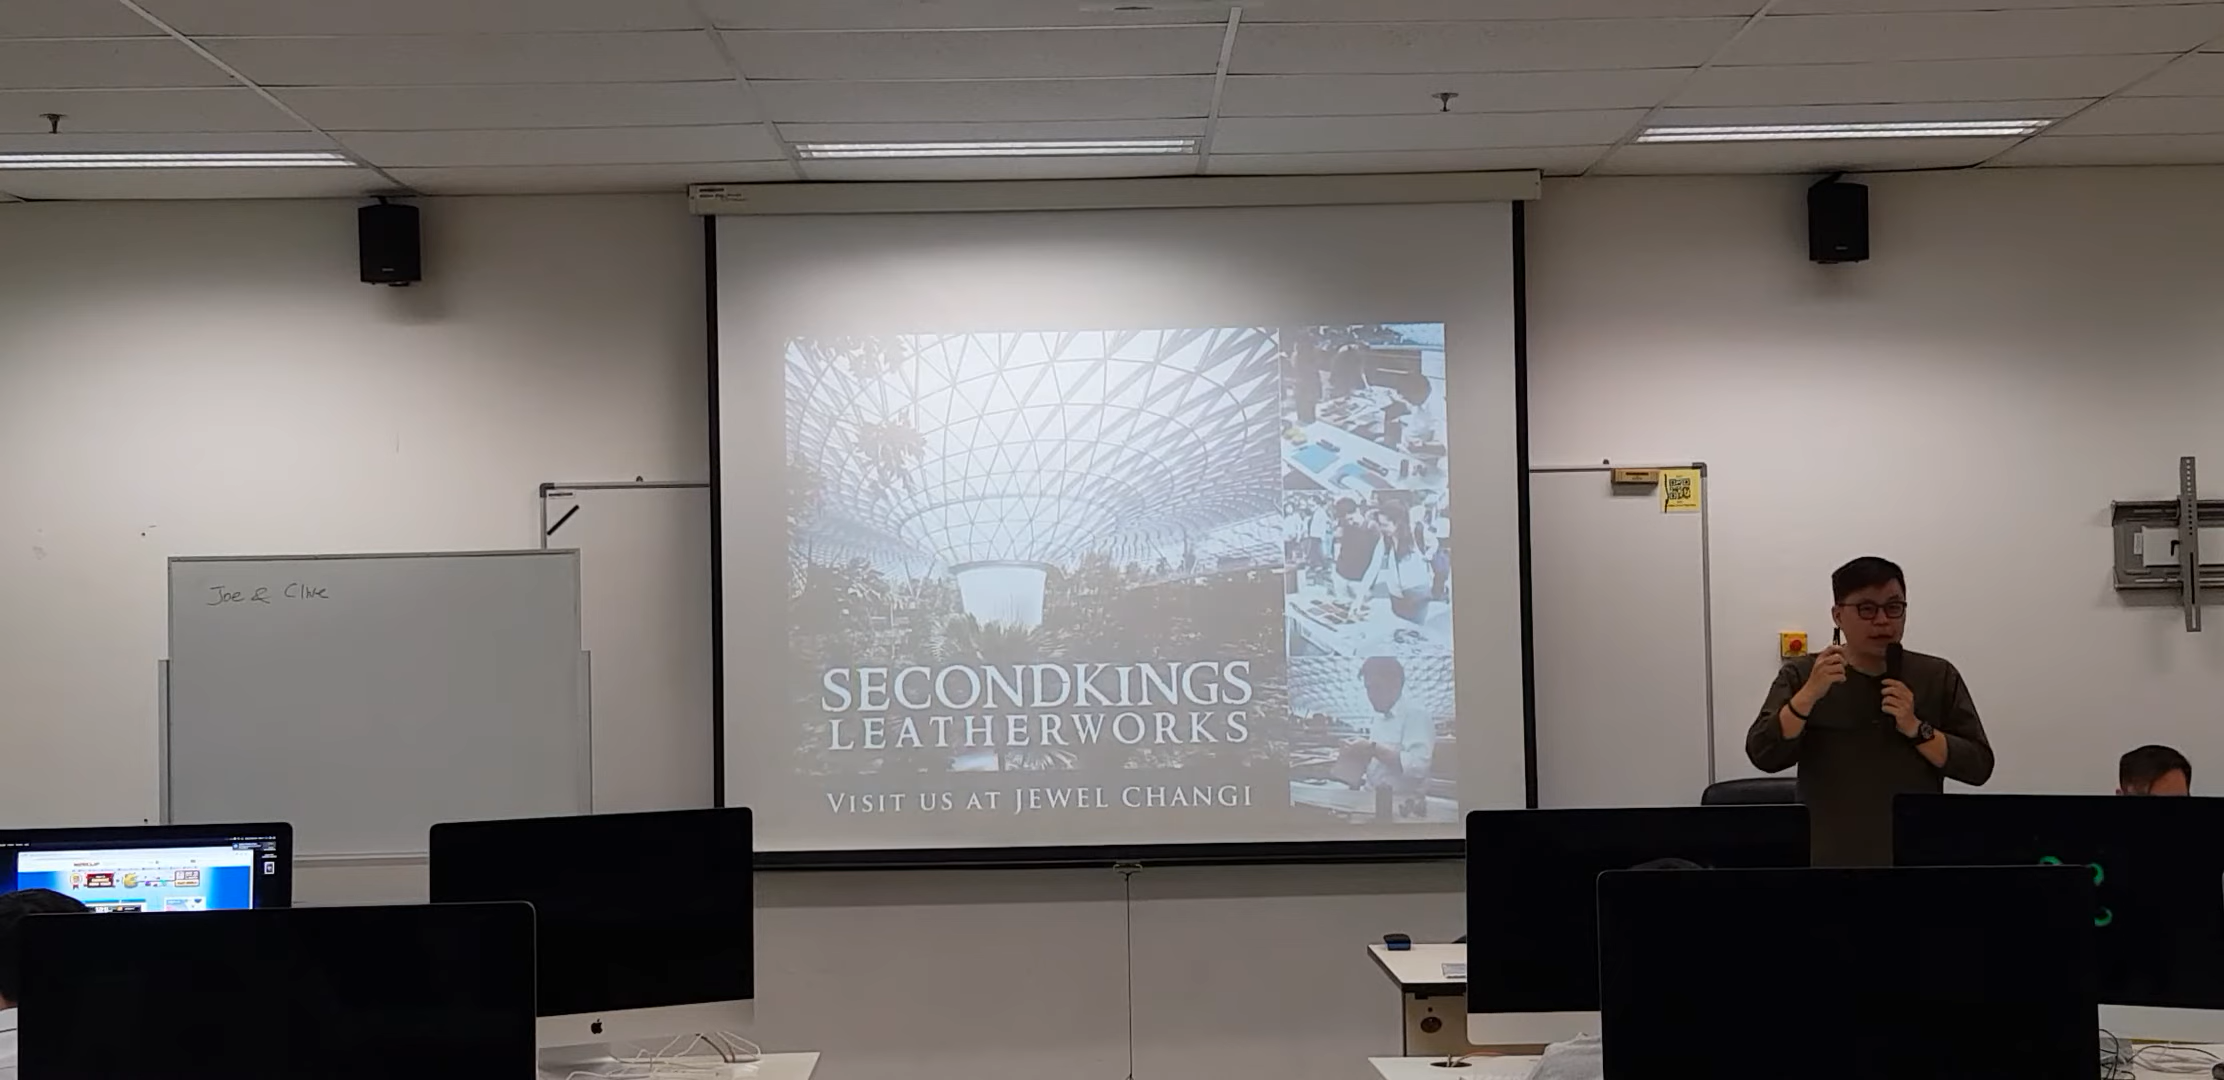 Joe & Clive
SECONDKINGS
LEATHERWORKS
VISIT US AT JEWEL CHANGI